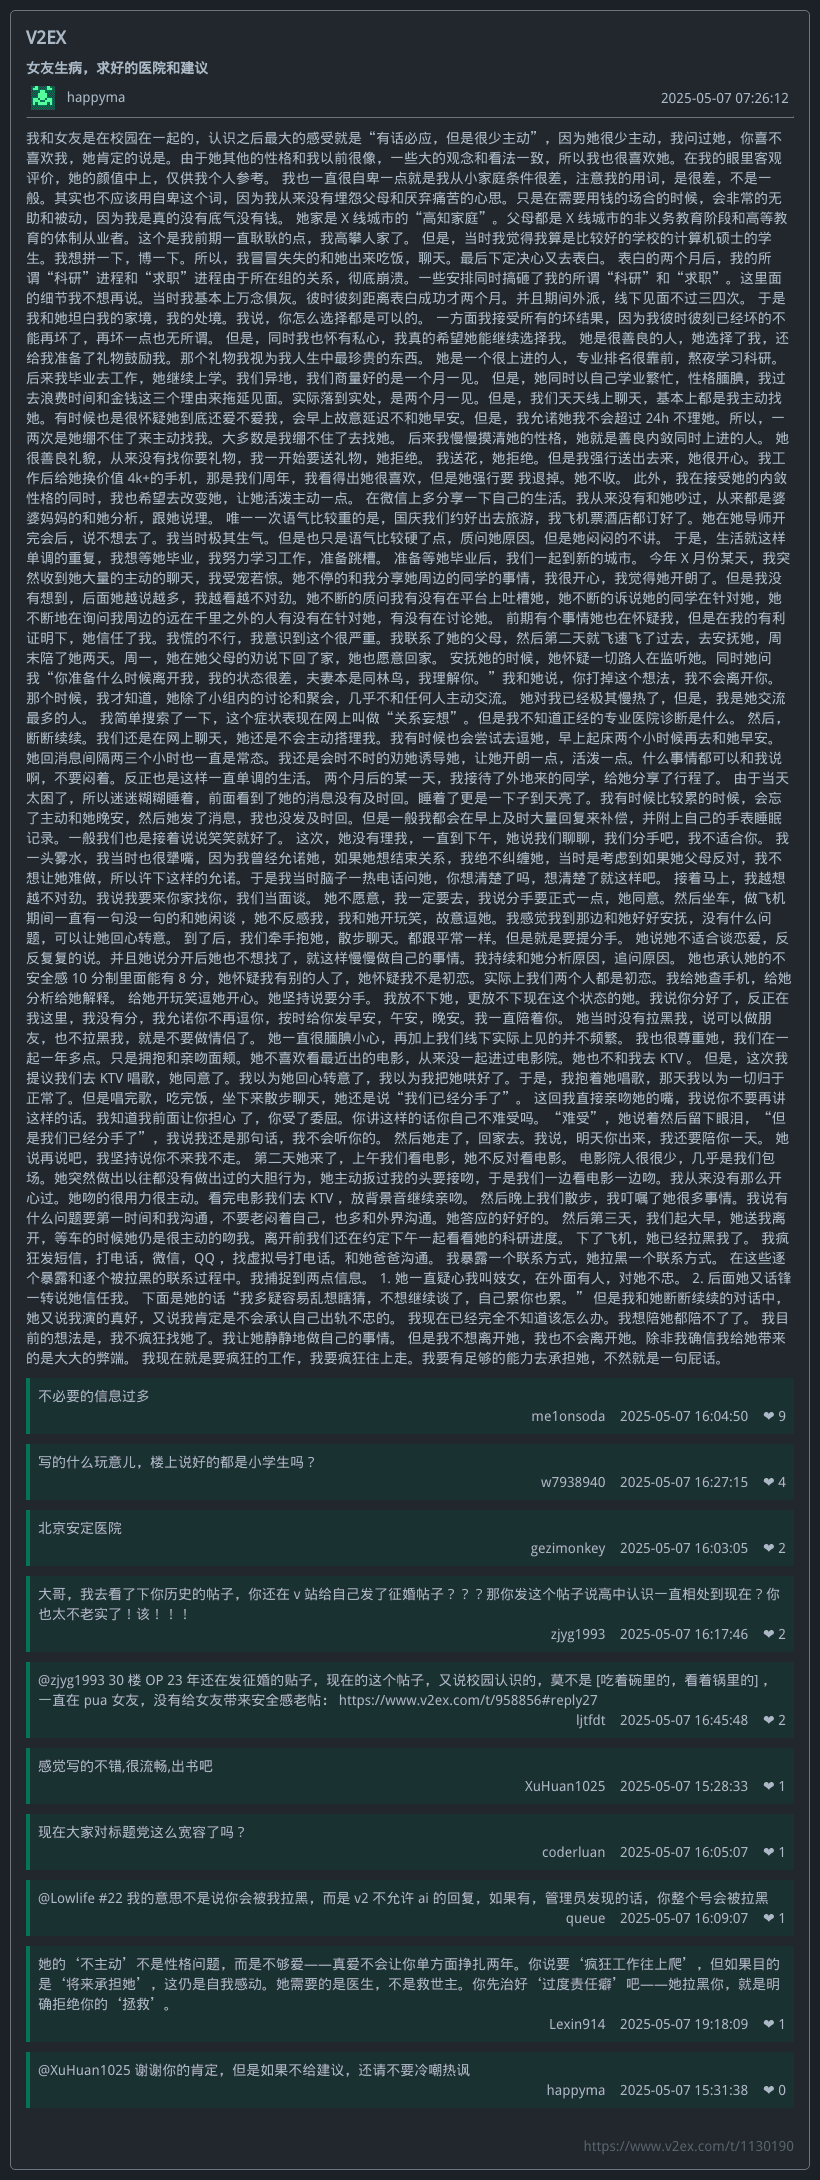 V2EX
女友生病，求好的医院和建议
happyma
2025-05-07 07:26:12
我和女友是在校园在一起的，认识之后最大的感受就是“有话必应，但是很少主动”，因为她很少主动，我问过她，你喜不
喜欢我，她肯定的说是。由于她其他的性格和我以前很像，一些大的观念和看法一致，所以我也很喜欢她。在我的眼里客观
评价，她的颜值中上，仅供我个人参考。 我也一直很自卑一点就是我从小家庭条件很差，注意我的用词，是很差，不是一
般。其实也不应该用自卑这个词，因为我从来没有埋怨父母和厌弃痛苦的心思。只是在需要用钱的场合的时候，会非常的无
助和被动，因为我是真的没有底气没有钱。 她家是 X 线城市的“高知家庭”。父母都是 X 线城市的非义务教育阶段和高等教
育的体制从业者。这个是我前期一直耿耿的点，我高攀人家了。 但是，当时我觉得我算是比较好的学校的计算机硕士的学
生。我想拼一下，博一下。所以，我冒冒失失的和她出来吃饭，聊天。最后下定决心又去表白。 表白的两个月后，我的所
谓“科研”进程和“求职”进程由于所在组的关系，彻底崩溃。一些安排同时搞砸了我的所谓“科研”和“求职”。这里面
的细节我不想再说。当时我基本上万念俱灰。彼时彼刻距离表白成功才两个月。并且期间外派，线下见面不过三四次。 于是
我和她坦白我的家境，我的处境。我说，你怎么选择都是可以的。 一方面我接受所有的坏结果，因为我彼时彼刻已经坏的不
能再坏了，再坏一点也无所谓。 但是，同时我也怀有私心，我真的希望她能继续选择我。 她是很善良的人，她选择了我，还
给我准备了礼物鼓励我。那个礼物我视为我人生中最珍贵的东西。 她是一个很上进的人，专业排名很靠前，熬夜学习科研。
后来我毕业去工作，她继续上学。我们异地，我们商量好的是一个月一见。 但是，她同时以自己学业繁忙，性格腼腆，我过
去浪费时间和金钱这三个理由来拖延见面。实际落到实处，是两个月一见。但是，我们天天线上聊天，基本上都是我主动找
她。有时候也是很怀疑她到底还爱不爱我，会早上故意延迟不和她早安。但是，我允诺她我不会超过 24h 不理她。所以，一
两次是她绷不住了来主动找我。大多数是我绷不住了去找她。 后来我慢慢摸清她的性格，她就是善良内敛同时上进的人。 她
很善良礼貌，从来没有找你要礼物，我一开始要送礼物，她拒绝。 我送花，她拒绝。但是我强行送出去来，她很开心。我工
作后给她换价值 4k+的手机，那是我们周年，我看得出她很喜欢，但是她强行要 我退掉。她不收。 此外，我在接受她的内敛
性格的同时，我也希望去改变她，让她活泼主动一点。 在微信上多分享一下自己的生活。我从来没有和她吵过，从来都是婆
婆妈妈的和她分析，跟她说理。 唯一一次语气比较重的是，国庆我们约好出去旅游，我飞机票酒店都订好了。她在她导师开
完会后，说不想去了。我当时极其生气。但是也只是语气比较硬了点，质问她原因。但是她闷闷的不讲。 于是，生活就这样
单调的重复，我想等她毕业，我努力学习工作，准备跳槽。 准备等她毕业后，我们一起到新的城市。 今年 X 月份某天，我突
然收到她大量的主动的聊天，我受宠若惊。她不停的和我分享她周边的同学的事情，我很开心，我觉得她开朗了。但是我没
有想到，后面她越说越多，我越看越不对劲。她不断的质问我有没有在平台上吐槽她，她不断的诉说她的同学在针对她，她
不断地在询问我周边的远在千里之外的人有没有在针对她，有没有在讨论她。 前期有个事情她也在怀疑我，但是在我的有利
证明下，她信任了我。我慌的不行，我意识到这个很严重。我联系了她的父母，然后第二天就飞速飞了过去，去安抚她，周
末陪了她两天。周一，她在她父母的劝说下回了家，她也愿意回家。 安抚她的时候，她怀疑一切路人在监听她。同时她问
我“你准备什么时候离开我，我的状态很差，夫妻本是同林鸟，我理解你。”我和她说，你打掉这个想法，我不会离开你。
那个时候，我才知道，她除了小组内的讨论和聚会，几乎不和任何人主动交流。 她对我已经极其慢热了，但是，我是她交流
最多的人。 我简单搜索了一下，这个症状表现在网上叫做“关系妄想”。但是我不知道正经的专业医院诊断是什么。 然后，
断断续续。我们还是在网上聊天，她还是不会主动搭理我。我有时候也会尝试去逗她，早上起床两个小时候再去和她早安。
她回消息间隔两三个小时也一直是常态。我还是会时不时的劝她诱导她，让她开朗一点，活泼一点。什么事情都可以和我说
啊，不要闷着。反正也是这样一直单调的生活。 两个月后的某一天，我接待了外地来的同学，给她分享了行程了。 由于当天
太困了，所以迷迷糊糊睡着，前面看到了她的消息没有及时回。睡着了更是一下子到天亮了。我有时候比较累的时候，会忘
了主动和她晚安，然后她发了消息，我也没发及时回。但是一般我都会在早上及时大量回复来补偿，并附上自己的手表睡眠
记录。一般我们也是接着说说笑笑就好了。 这次，她没有理我，一直到下午，她说我们聊聊，我们分手吧，我不适合你。 我
一头雾水，我当时也很犟嘴，因为我曾经允诺她，如果她想结束关系，我绝不纠缠她，当时是考虑到如果她父母反对，我不
想让她难做，所以许下这样的允诺。于是我当时脑子一热电话问她，你想清楚了吗，想清楚了就这样吧。 接着马上，我越想
越不对劲。我说我要来你家找你，我们当面谈。 她不愿意，我一定要去，我说分手要正式一点，她同意。然后坐车，做飞机
期间一直有一句没一句的和她闲谈 ，她不反感我，我和她开玩笑，故意逗她。我感觉我到那边和她好好安抚，没有什么问
题，可以让她回心转意。 到了后，我们牵手抱她，散步聊天。都跟平常一样。但是就是要提分手。 她说她不适合谈恋爱，反
反复复的说。并且她说分开后她也不想找了，就这样慢慢做自己的事情。我持续和她分析原因，追问原因。 她也承认她的不
安全感 10 分制里面能有 8 分，她怀疑我有别的人了，她怀疑我不是初恋。实际上我们两个人都是初恋。我给她查手机，给她
分析给她解释。 给她开玩笑逗她开心。她坚持说要分手。 我放不下她，更放不下现在这个状态的她。我说你分好了，反正在
我这里，我没有分，我允诺你不再逗你，按时给你发早安，午安，晚安。我一直陪着你。 她当时没有拉黑我，说可以做朋
友，也不拉黑我，就是不要做情侣了。 她一直很腼腆小心，再加上我们线下实际上见的并不频繁。 我也很尊重她，我们在一
起一年多点。只是拥抱和亲吻面颊。她不喜欢看最近出的电影，从来没一起进过电影院。她也不和我去 KTV 。 但是，这次我
提议我们去 KTV 唱歌，她同意了。我以为她回心转意了，我以为我把她哄好了。于是，我抱着她唱歌，那天我以为一切归于
正常了。但是唱完歌，吃完饭，坐下来散步聊天，她还是说“我们已经分手了”。 这回我直接亲吻她的嘴，我说你不要再讲
这样的话。我知道我前面让你担心 了，你受了委屈。你讲这样的话你自己不难受吗。“难受”，她说着然后留下眼泪，“但
是我们已经分手了”，我说我还是那句话，我不会听你的。 然后她走了，回家去。我说，明天你出来，我还要陪你一天。 她
说再说吧，我坚持说你不来我不走。 第二天她来了，上午我们看电影，她不反对看电影。 电影院人很很少，几乎是我们包
场。她突然做出以往都没有做出过的大胆行为，她主动扳过我的头要接吻，于是我们一边看电影一边吻。我从来没有那么开
心过。她吻的很用力很主动。看完电影我们去 KTV ，放背景音继续亲吻。 然后晚上我们散步，我叮嘱了她很多事情。我说有
什么问题要第一时间和我沟通，不要老闷着自己，也多和外界沟通。她答应的好好的。 然后第三天，我们起大早，她送我离
开，等车的时候她仍是很主动的吻我。离开前我们还在约定下午一起看看她的科研进度。 下了飞机，她已经拉黑我了。 我疯
狂发短信，打电话，微信，QQ ，找虚拟号打电话。和她爸爸沟通。 我暴露一个联系方式，她拉黑一个联系方式。 在这些逐
个暴露和逐个被拉黑的联系过程中。我捕捉到两点信息。 1. 她一直疑心我叫妓女，在外面有人，对她不忠。 2. 后面她又话锋
一转说她信任我。 下面是她的话“我多疑容易乱想瞎猜，不想继续谈了，自己累你也累。” 但是我和她断断续续的对话中，
她又说我演的真好，又说我肯定是不会承认自己出轨不忠的。 我现在已经完全不知道该怎么办。我想陪她都陪不了了。 我目
前的想法是，我不疯狂找她了。我让她静静地做自己的事情。 但是我不想离开她，我也不会离开她。除非我确信我给她带来
的是大大的弊端。 我现在就是要疯狂的工作，我要疯狂往上走。我要有足够的能力去承担她，不然就是一句屁话。
不必要的信息过多
me1onsoda 2025-05-07 16:04:50 ❤ 9
写的什么玩意儿，楼上说好的都是小学生吗？
w7938940 2025-05-07 16:27:15 ❤ 4
北京安定医院
gezimonkey 2025-05-07 16:03:05 ❤ 2
大哥，我去看了下你历史的帖子，你还在 v 站给自己发了征婚帖子？？？那你发这个帖子说高中认识一直相处到现在？你
也太不老实了！该！！！
zjyg1993 2025-05-07 16:17:46 ❤ 2
@zjyg1993 30 楼 OP 23 年还在发征婚的贴子，现在的这个帖子，又说校园认识的，莫不是 [吃着碗里的，看着锅里的] ，
一直在 pua 女友，没有给女友带来安全感老帖： https://www.v2ex.com/t/958856#reply27
ljtfdt 2025-05-07 16:45:48 ❤ 2
感觉写的不错,很流畅,出书吧
XuHuan1025 2025-05-07 15:28:33 ❤ 1
现在大家对标题党这么宽容了吗？
coderluan 2025-05-07 16:05:07 ❤ 1
@Lowlife #22 我的意思不是说你会被我拉黑，而是 v2 不允许 ai 的回复，如果有，管理员发现的话，你整个号会被拉黑
queue 2025-05-07 16:09:07 ❤ 1
她的‘不主动’不是性格问题，而是不够爱——真爱不会让你单方面挣扎两年。你说要‘疯狂工作往上爬’，但如果目的
是‘将来承担她’，这仍是自我感动。她需要的是医生，不是救世主。你先治好‘过度责任癖’吧——她拉黑你，就是明
确拒绝你的‘拯救’。
Lexin914 2025-05-07 19:18:09 ❤ 1
@XuHuan1025 谢谢你的肯定，但是如果不给建议，还请不要冷嘲热讽
happyma 2025-05-07 15:31:38 ❤ 0
https://www.v2ex.com/t/1130190